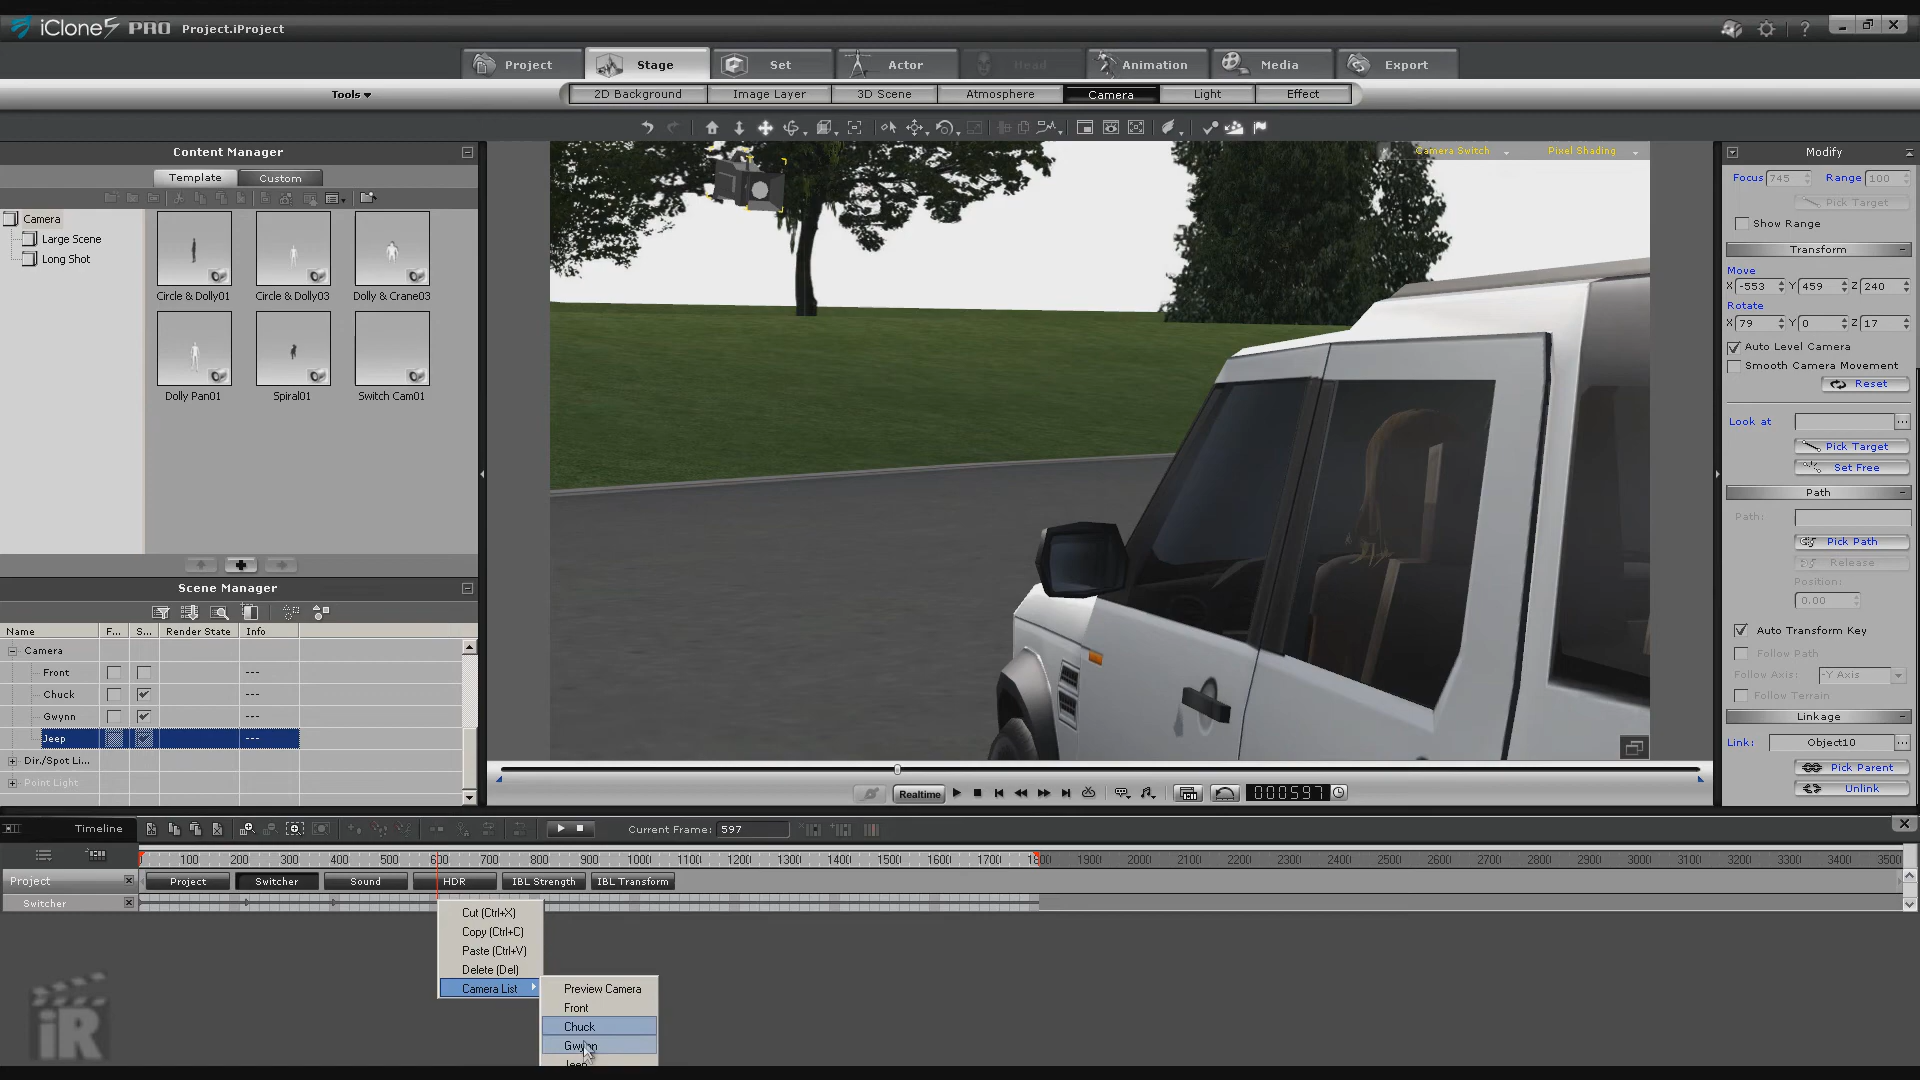 iClone5 PRO Project.iProject ?
Project Stage Set Actor Head Animation Media Export
Tools 2D Background Image Layer 3D Scene Atmosphere Camera Light Effect
Content Manager
Template Custom
Camera
Large Scene
Long Shot
Circle & Dolly01 Circle & Dolly03 Dolly & Crane03
Dolly Pan01 Spiral01 Switch Cam01
Scene Manager
Name F... S... Render State Info
Camera
Front ---
Chuck ---
Gwynn ---
Jeep ---
Dir./Spot Li...
Point Light
Camera Switch Pixel Shading
Modify
Focus 745 Range 100
Pick Target
Show Range
Transform
Move
X -553 Y 459 Z 240
Rotate
X 79 Y 0 Z 17
Auto Level Camera
Smooth Camera Movement
Reset
Look at ...
Pick Target
Set Free
Path
Path:
Pick Path
Release
Position:
0.00
Auto Transform Key
Follow Path
Follow Axis: -Y Axis
Follow Terrain
Linkage
Link: Object10 ...
Pick Parent
Unlink
Realtime 000597
Timeline Current Frame: 597
100 200 300 400 500 600 700 800 900 1000 1100 1200 1300 1400 1500 1600 1700 1800 1900 2000 2100 2200 2300 2400 2500 2600 2700 2800 2900 3000 3100 3200 3300 3400 3500
Project Project Switcher Sound HDR IBL Strength IBL Transform
Switcher
Cut (Ctrl+X)
Copy (Ctrl+C)
Paste (Ctrl+V)
Delete (Del)
Camera List
Preview Camera
Front
Chuck
Gwynn
Jeep
iR